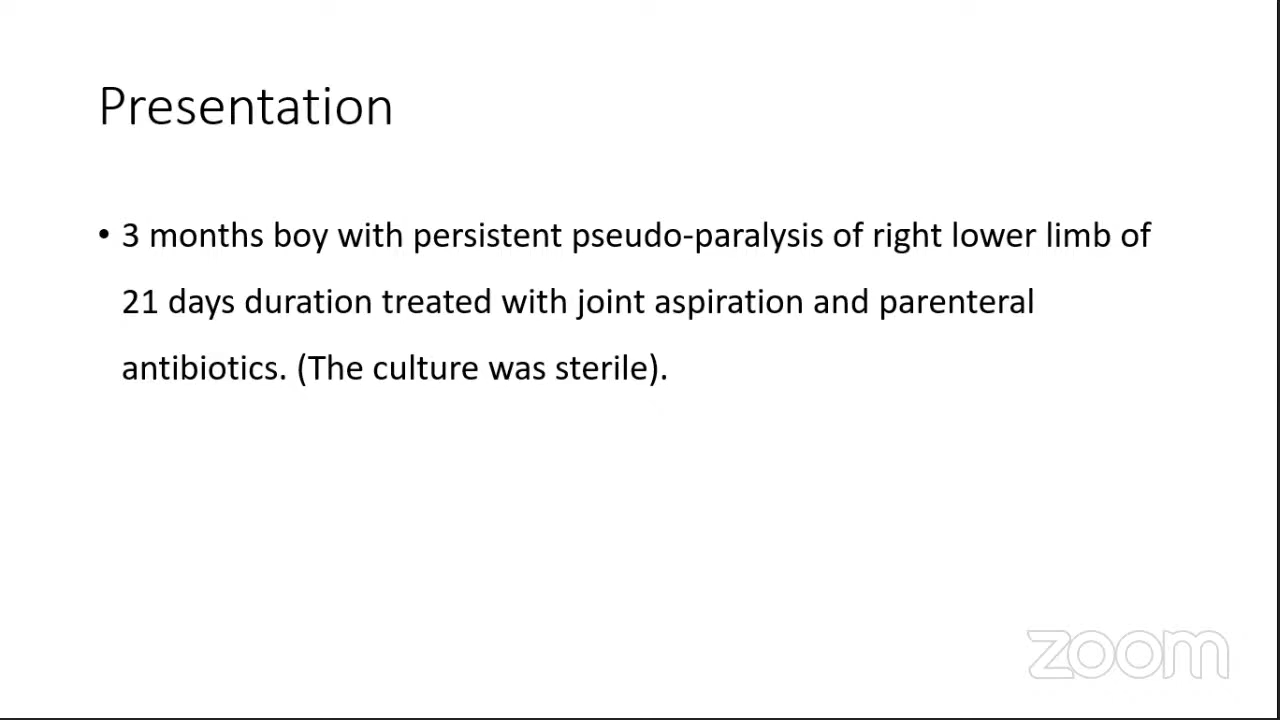 Presentation
• 3 months boy with persistent pseudo-paralysis of right lower limb of
21 days duration treated with joint aspiration and parenteral
antibiotics. (The culture was sterile).
zoom